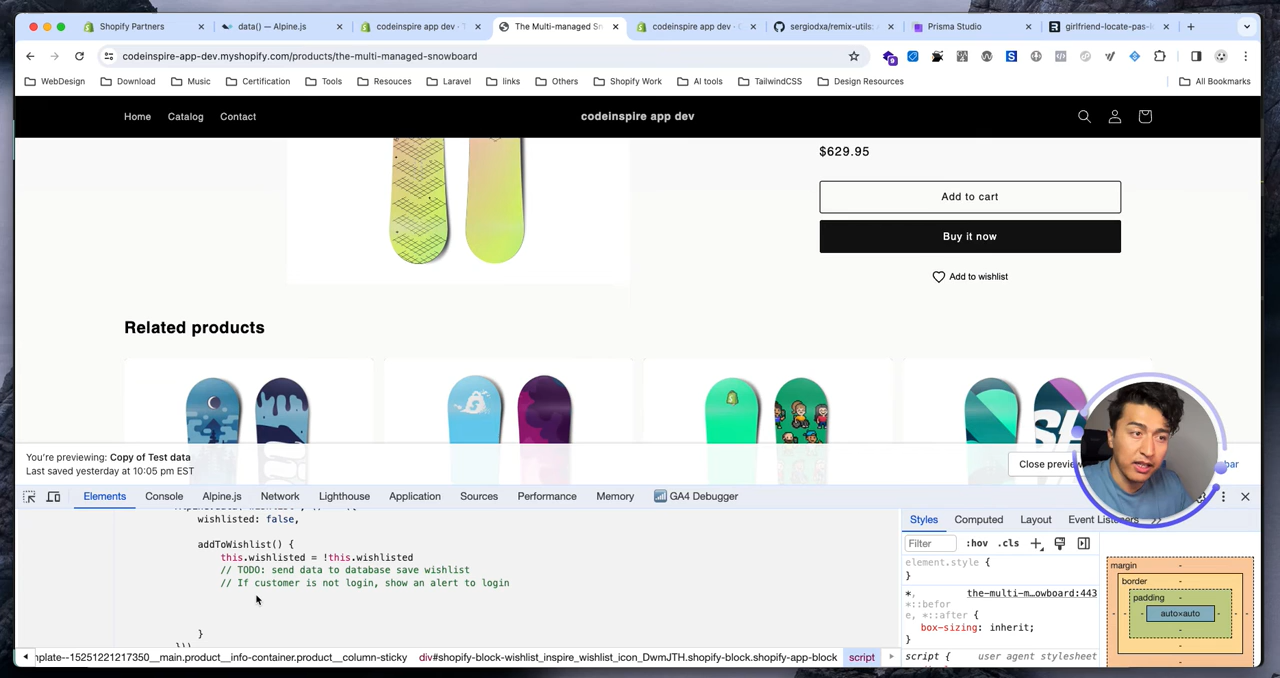 Shopify Partners
data() — Alpine.js
codeinspire app dev · T
The Multi-managed Sn
codeinspire app dev · C
sergiodxa/remix-utils:
Prisma Studio
girlfriend-locate-pas-k
codeinspire-app-dev.myshopify.com/products/the-multi-managed-snowboard
9
WebDesign
Download
Music
Certification
Tools
Resouces
Laravel
links
Others
Shopify Work
AI tools
TailwindCSS
Design Resources
All Bookmarks
Home
Catalog
Contact
codeinspire app dev
$629.95
Add to cart
Buy it now
Add to wishlist
Related products
You're previewing: Copy of Test data
Last saved yesterday at 10:05 pm EST
Close previe
bar
Elements
Console
Alpine.js
Network
Lighthouse
Application
Sources
Performance
Memory
GA4 Debugger
wishlisted: false,
addToWishlist() {
this.wishlisted = !this.wishlisted
// TODO: send data to database save wishlist
// If customer is not login, show an alert to login
}
}))
mplate--15251221217350__main.product__info-container.product__column-sticky
div#shopify-block-wishlist_inspire_wishlist_icon_DwmJTH.shopify-block.shopify-app-block
script
Styles
Computed
Layout
Event Listeners
Filter
:hov
.cls
element.style {
}
*,
the-multi-m…owboard:443
*::befor
e, *::after {
box-sizing: inherit;
}
script {
user agent stylesheet
margin
-
border
-
padding
-
auto×auto